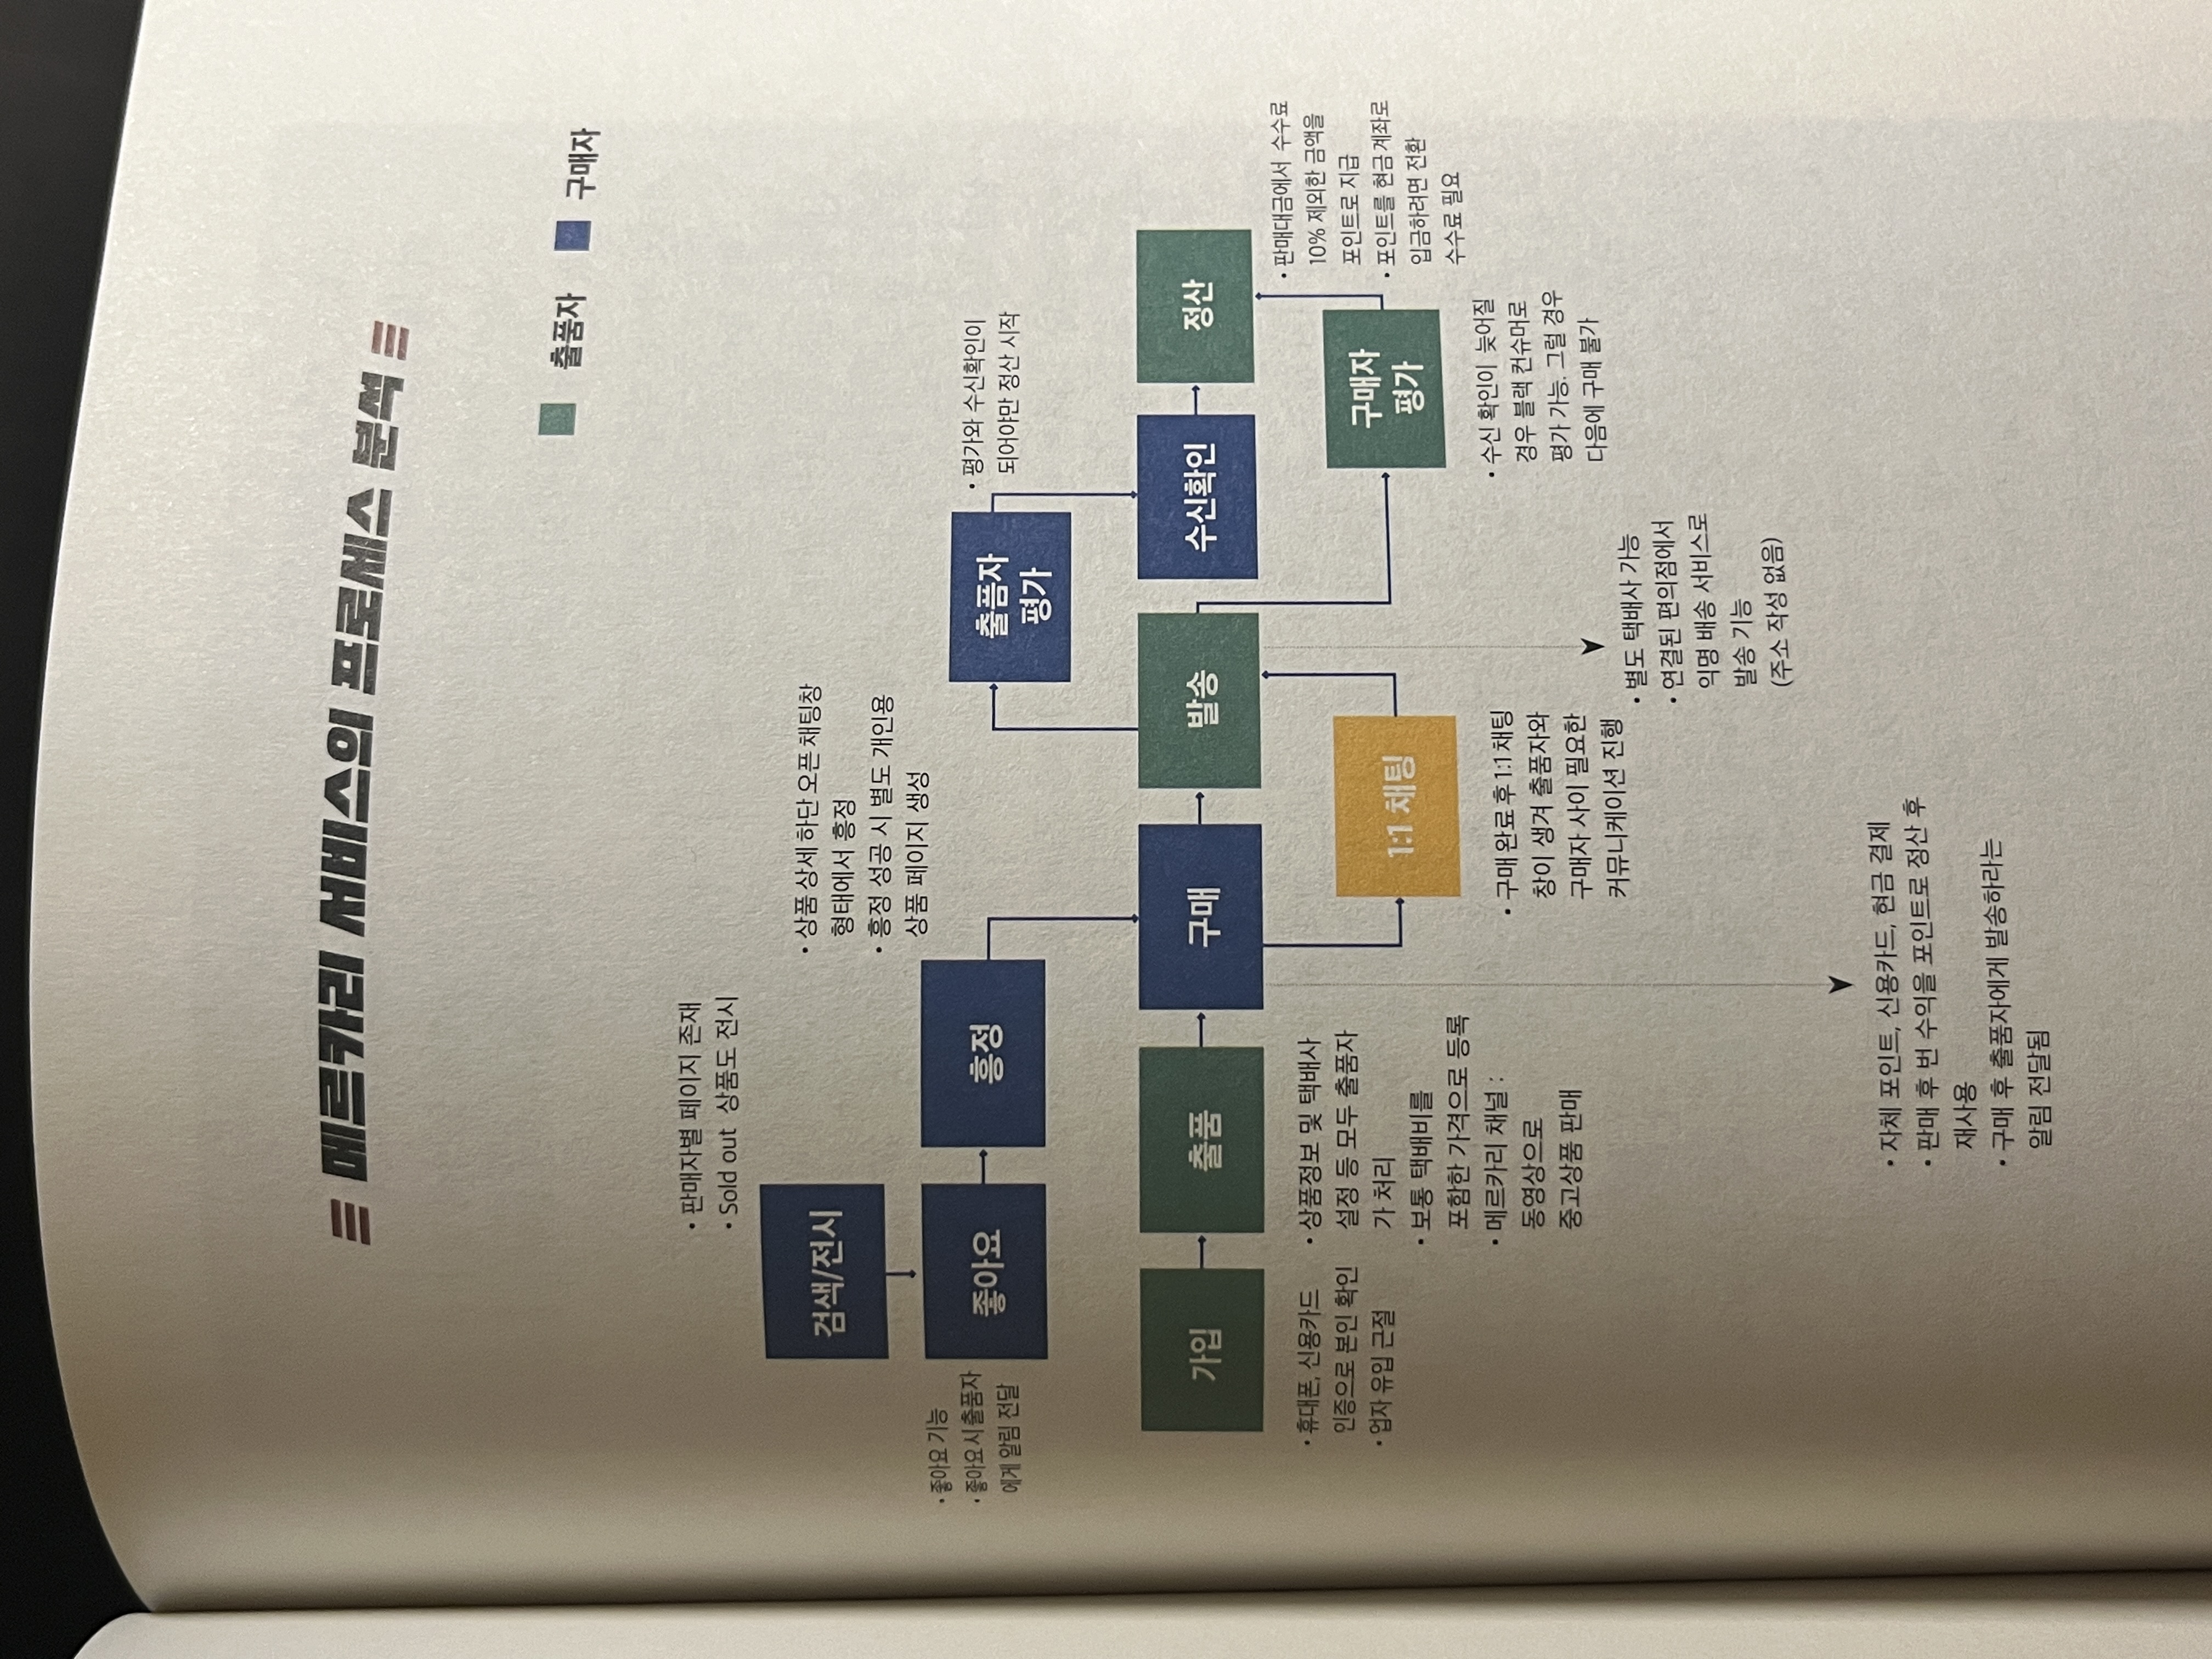 메르카리 서비스의 프로세스 분석
출품자
구매자
• 판매자별 페이지 존재
• Sold out 상품도 전시
검색/전시
• 상품 상세 하단 오픈 채팅창
형태에서 흥정
• 흥정 성공 시 별도 개인용
상품 페이지 생성
• 좋아요 기능
• 좋아요 시 출품자
에게 알림 전달
좋아요
흥정
출픔자
평가
• 평가와 수신확인이
되어야만 정산 시작
가입
출품
구매
발송
수신확인
정산
• 휴대폰, 신용카드
인증으로 본인 확인
• 업자 유입 근절
• 상품정보 및 택배사
설정 등 모두 출품자
가 처리
• 보통 택배비를
포함한 가격으로 등록
• 메르카리 채널 :
동영상으로
중고상품 판매
1:1 채팅
• 구매 완료 후 1:1 채팅
창이 생겨 출품자와
구매자 사이 필요한
커뮤니케이션 진행
구매자
평가
• 판매대금에서 수수료
10% 제외한 금액을
포인트로 지급
• 포인트를 현금 계좌로
입금하려면 전환
수수료 필요
• 수신 확인이 늦어질
경우 블랙 컨슈머로
평가 가능. 그럴 경우
다음에 구매 불가
• 별도 택배사 가능
• 연결된 편의점에서
익명 배송 서비스로
발송 기능
(주소 작성 없음)
• 자체 포인트, 신용카드, 현금 결제
• 판매 후 번 수익을 포인트로 정산 후
재사용
• 구매 후 출품자에게 발송하라는
알림 전달됨